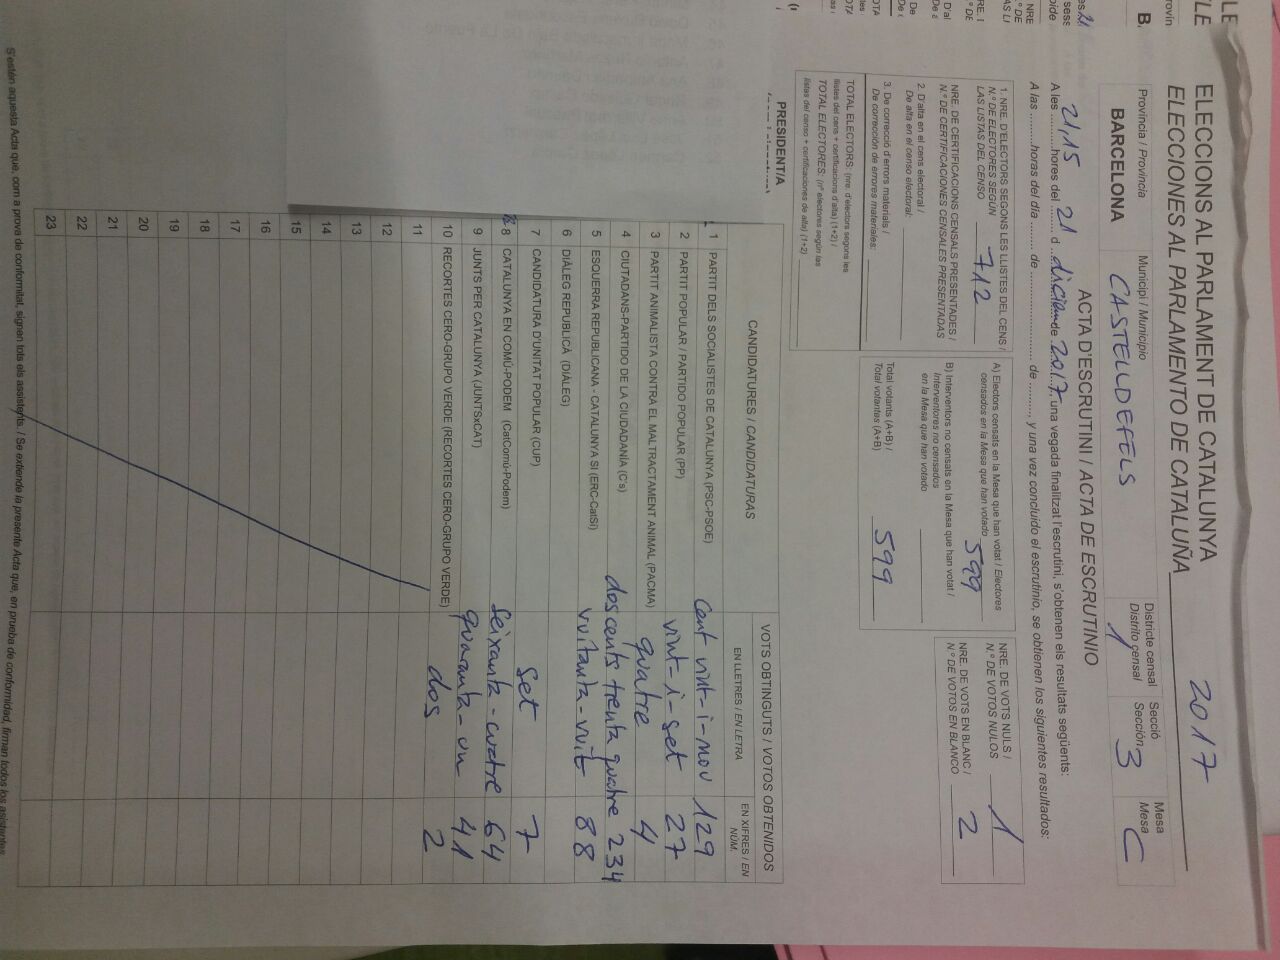 ELECCIONS AL PARLAMENT DE CATALUNYA
ELECCIONES AL PARLAMENTO DE CATALUÑA 2017
Província / Provincia
BARCELONA
Municipi / Municipio
CASTELLDEFELS
Districte censal
Distrito censal
1
Secció
Sección
3
Mesa
Mesa
C
ACTA D'ESCRUTINI / ACTA DE ESCRUTINIO
A les 21,15 hores del 21 d de 2017, una vegada finalitzat l'escrutini, s'obtenen els resultats següents:
A las horas del día de de , y una vez concluido el escrutinio, se obtienen los siguientes resultados:
1. NRE. D'ELECTORS SEGONS LES LLISTES DEL CENS /
N.º DE ELECTORES SEGÚN
LAS LISTAS DEL CENSO 712
NRE. DE CERTIFICACIONS CENSALS PRESENTADES /
N.º DE CERTIFICACIONES CENSALES PRESENTADAS
2. D'alta en el cens electoral /
De alta en el censo electoral:
3. De correcció d'errors materials /
De corrección de errores materiales:
TOTAL ELECTORS: (nre. d'electors segons les
llistes del cens + certificacions d'alta) (1+2) /
TOTAL ELECTORES: (nº electores según las
listas del censo + certificaciones de alta) (1+2)
A) Electors censats en la Mesa que han votat / Electores
censados en la Mesa que han votado 599
B) Interventors no censats en la Mesa que han votat /
Interventores no censados
en la Mesa que han votado
Total votants (A+B) /
Total votantes (A+B) 599
NRE. DE VOTS NULS /
N.º DE VOTOS NULOS 1
NRE. DE VOTS EN BLANC /
N.º DE VOTOS EN BLANCO 2
PRESIDENT/A
CANDIDATURES / CANDIDATURAS
VOTS OBTINGUTS / VOTOS OBTENIDOS
EN LLETRES / EN LETRA
EN XIFRES / EN NÚM.
1 PARTIT DELS SOCIALISTES DE CATALUNYA (PSC-PSOE) Cent vint-i-nou 129
2 PARTIT POPULAR / PARTIDO POPULAR (PP) vint-i-set 27
3 PARTIT ANIMALISTA CONTRA EL MALTRACTAMENT ANIMAL (PACMA) quatre 4
4 CIUTADANS-PARTIDO DE LA CIUDADANÍA (C's) doscents trenta quatre 234
5 ESQUERRA REPUBLICANA - CATALUNYA SÍ (ERC-CatSí) vuitanta-vuit 88
6 DIÀLEG REPUBLICÀ (DIÀLEG)
7 CANDIDATURA D'UNITAT POPULAR (CUP) set 7
8 CATALUNYA EN COMÚ-PODEM (CatComú-Podem) Seixanta-cuatre 64
9 JUNTS PER CATALUNYA (JUNTSxCAT) quaranta-un 41
10 RECORTES CERO-GRUPO VERDE (RECORTES CERO-GRUPO VERDE) dos 2
11
12
13
14
15
16
17
18
19
20
21
22
23
S'estén aquesta Acta que, com a prova de conformitat, signen tots els assistents. / Se extiende la presente Acta que, en prueba de conformidad, firman todos los asistentes.